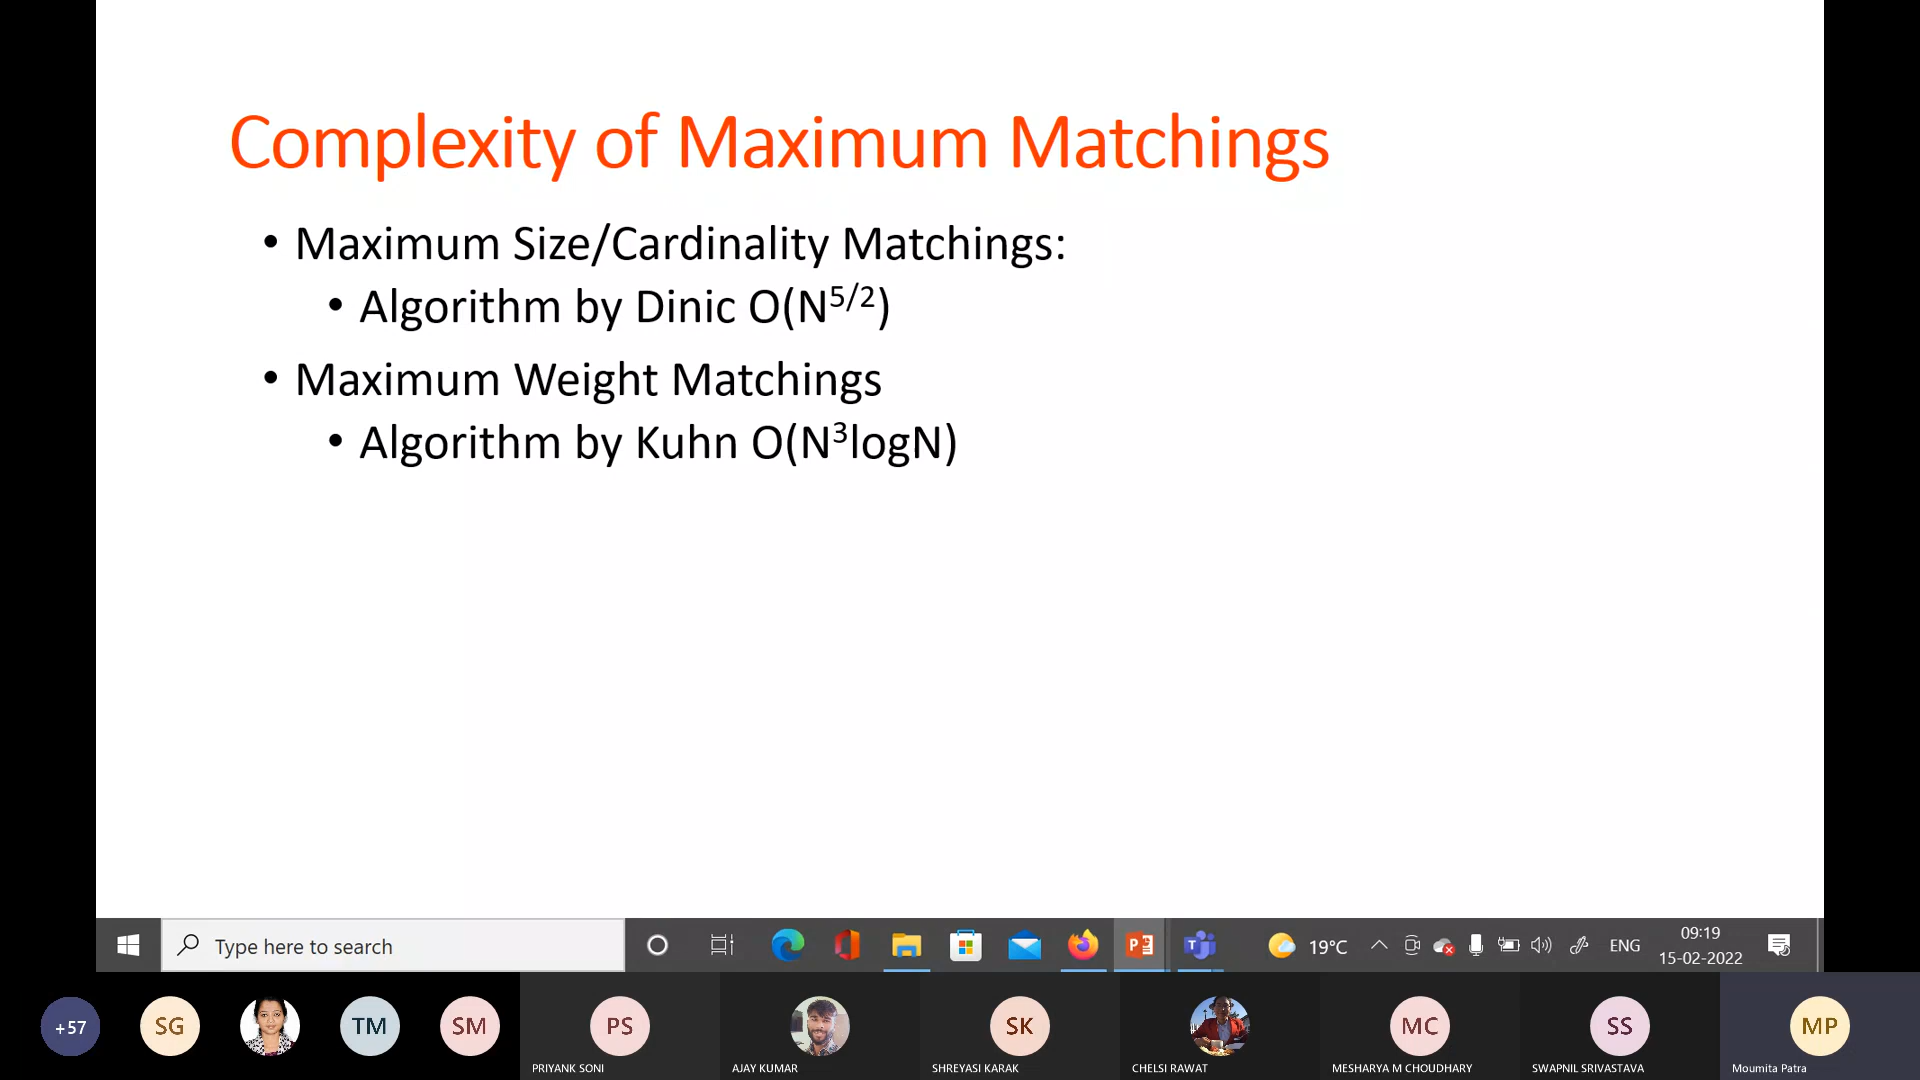 Complexity of Maximum Matchings
• Maximum Size/Cardinality Matchings:
• Algorithm by Dinic O(N^5/2)
• Maximum Weight Matchings
• Algorithm by Kuhn O(N^3logN)
Type here to search
19°C
ENG
09:19
15-02-2022
+57
SG
TM
SM
PS
SK
MC
SS
MP
PRIYANK SONI
AJAY KUMAR
SHREYASI KARAK
CHELSI RAWAT
MESHARYA M CHOUDHARY
SWAPNIL SRIVASTAVA
Moumita Patra